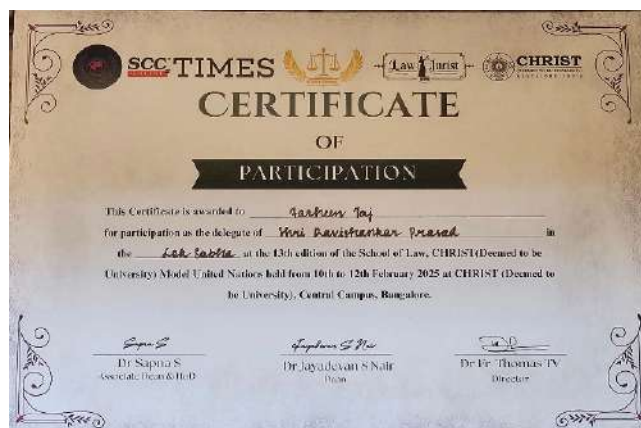 SCC TIMES Law Jurist CHRIST
CERTIFICATE
OF
PARTICIPATION
This Certificate is awarded to Tarheen Taj
for participation as the delegate of Shri Ravishankar Prasad in
the Lok Sabha at the 13th edition of the School of Law, CHRIST(Deemed to be
University) Model United Nations held from 10th to 12th February 2025 at CHRIST (Deemed to
be University), Central Campus, Bangalore.
Sapna S
Dr Sapna S Dr Jayadevan S Nair Dr Fr Thomas TV
Associate Dean & HoD Dean Director